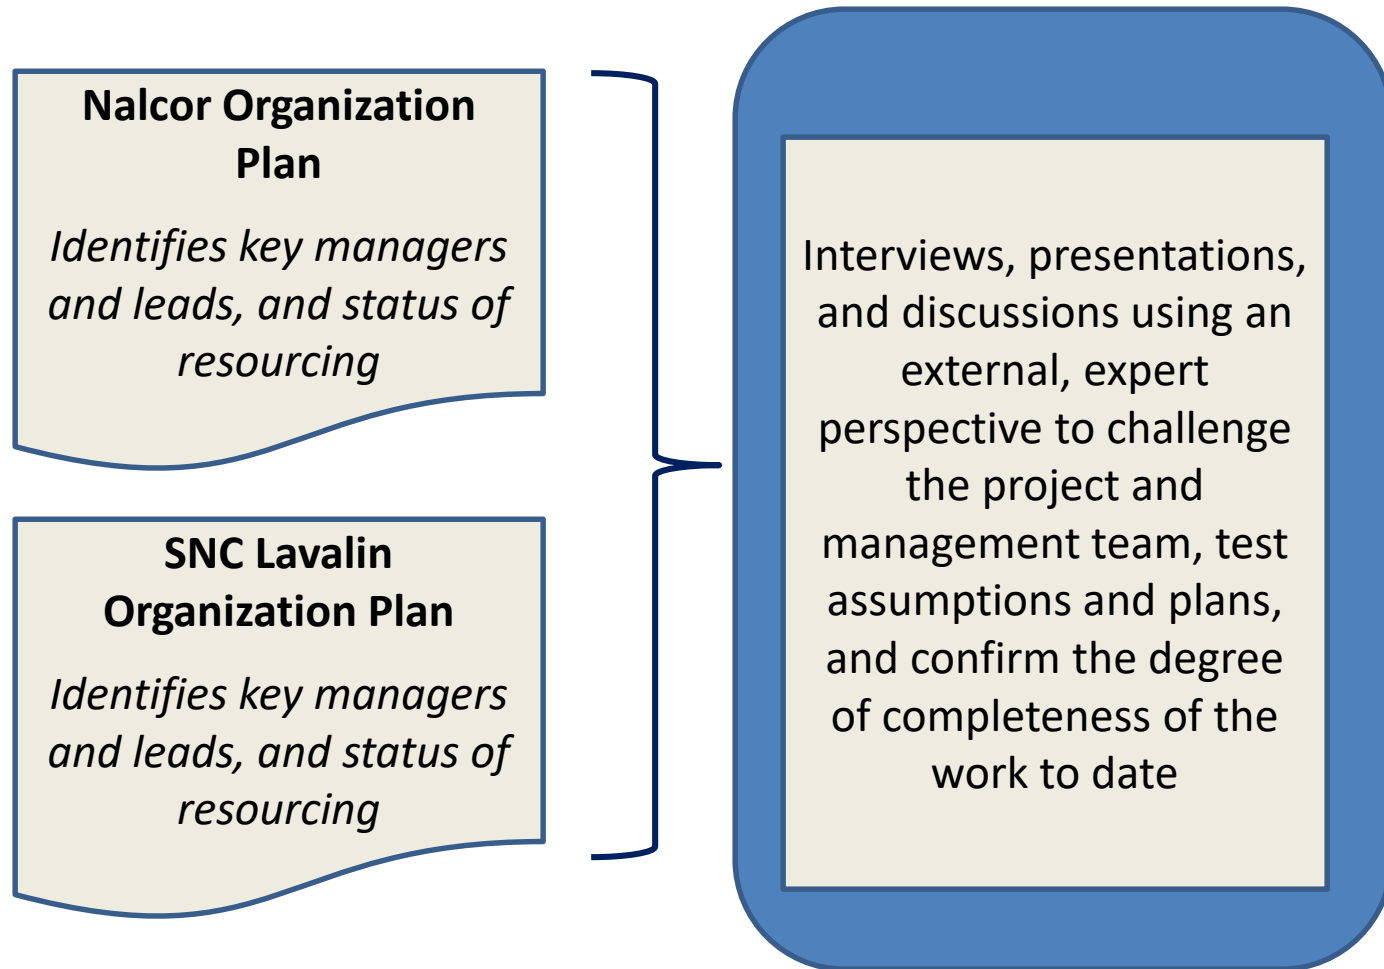 Nalcor Organization
Plan
Identifies key managers
and leads, and status of
resourcing
SNC Lavalin
Organization Plan
Identifies key managers
and leads, and status of
resourcing
Interviews, presentations,
and discussions using an
external, expert
perspective to challenge
the project and
management team, test
assumptions and plans,
and confirm the degree
of completeness of the
work to date